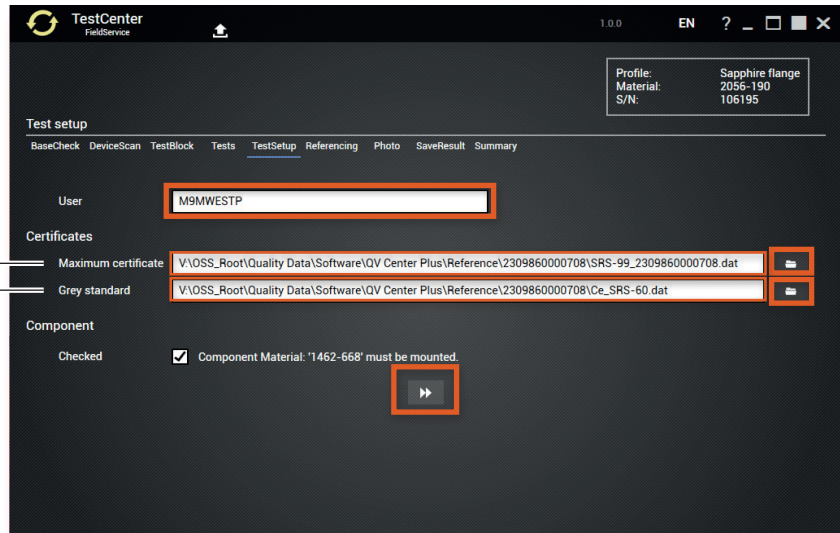 TestCenter
FieldService
1.0.0 EN ?
Profile: Sapphire flange
Material: 2056-190
S/N: 106195
Test setup
BaseCheck DeviceScan TestBlock Tests TestSetup Referencing Photo SaveResult Summary
User M9MWESTP
Certificates
Maximum certificate V:\OSS_Root\Quality Data\Software\QV Center Plus\Reference\2309860000708\SRS-99_2309860000708.dat
Grey standard V:\OSS_Root\Quality Data\Software\QV Center Plus\Reference\2309860000708\Ce_SRS-60.dat
Component
Checked Component Material: '1462-668' must be mounted.